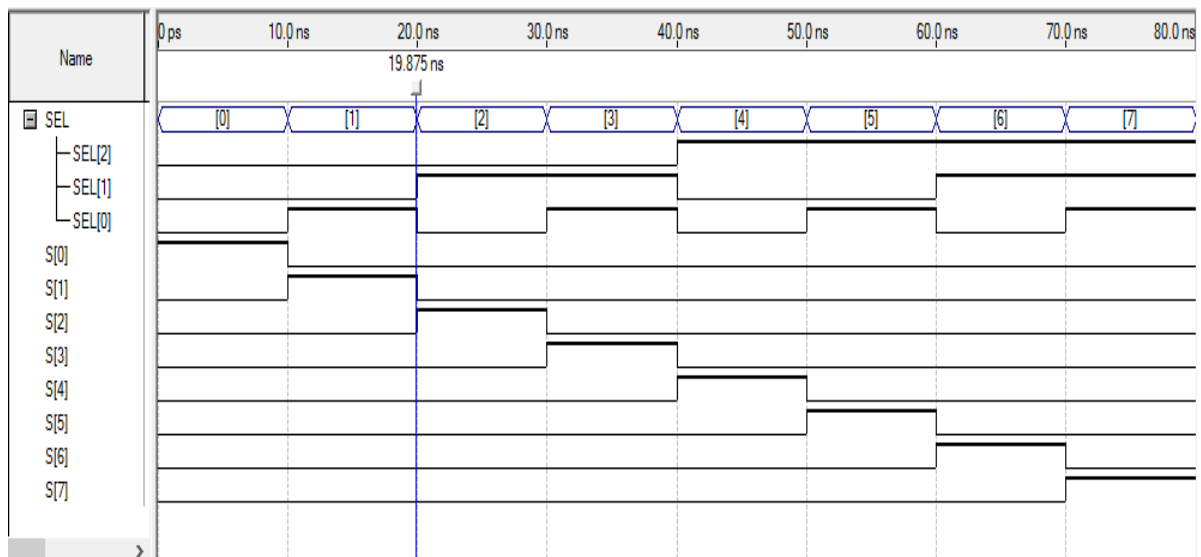 Name
0 ps 10.0 ns 20.0 ns 30.0 ns 40.0 ns 50.0 ns 60.0 ns 70.0 ns 80.0 ns
19.875 ns
SEL [0] [1] [2] [3] [4] [5] [6] [7]
SEL[2]
SEL[1]
SEL[0]
S[0]
S[1]
S[2]
S[3]
S[4]
S[5]
S[6]
S[7]